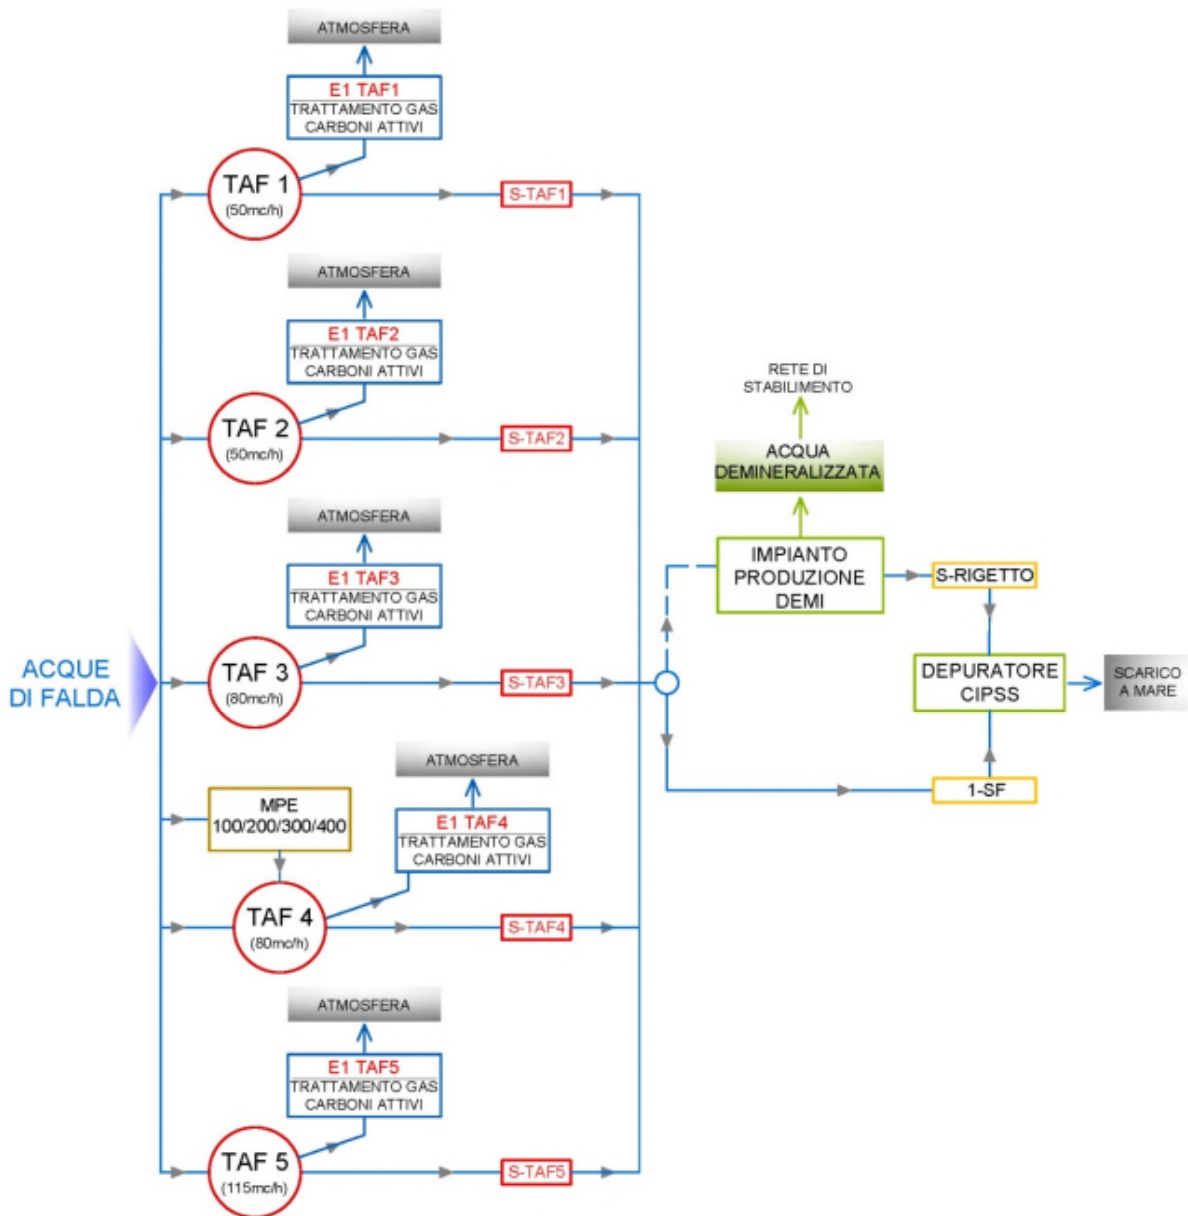 ATMOSFERA
E1 TAF1
TRATTAMENTO GAS
CARBONI ATTIVI
TAF 1
(50mc/h)
S-TAF1
ATMOSFERA
E1 TAF2
TRATTAMENTO GAS
CARBONI ATTIVI
TAF 2
(50mc/h)
S-TAF2
RETE DI
STABILIMENTO
ACQUA
DEMINERALIZZATA
ATMOSFERA
E1 TAF3
TRATTAMENTO GAS
CARBONI ATTIVI
IMPIANTO
PRODUZIONE
DEMI
S-RIGETTO
ACQUE
DI FALDA
TAF 3
(80mc/h)
S-TAF3
DEPURATORE
CIPSS
SCARICO
A MARE
ATMOSFERA
1-SF
MPE
100/200/300/400
E1 TAF4
TRATTAMENTO GAS
CARBONI ATTIVI
TAF 4
(80mc/h)
S-TAF4
ATMOSFERA
E1 TAF5
TRATTAMENTO GAS
CARBONI ATTIVI
TAF 5
(115mc/h)
S-TAF5